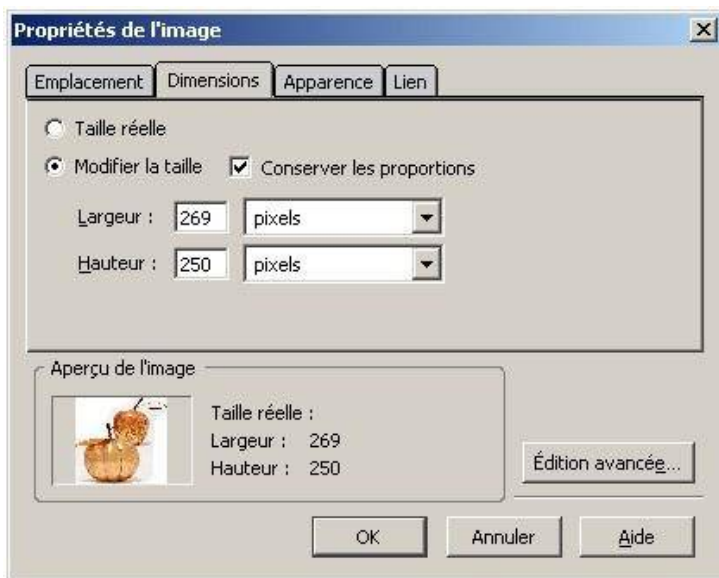 Propriétés de l'image
Emplacement Dimensions Apparence Lien
Taille réelle
Modifier la taille Conserver les proportions
Largeur : 269 pixels
Hauteur : 250 pixels
Aperçu de l'image
Taille réelle :
Largeur : 269
Hauteur : 250
Édition avancée...
OK Annuler Aide